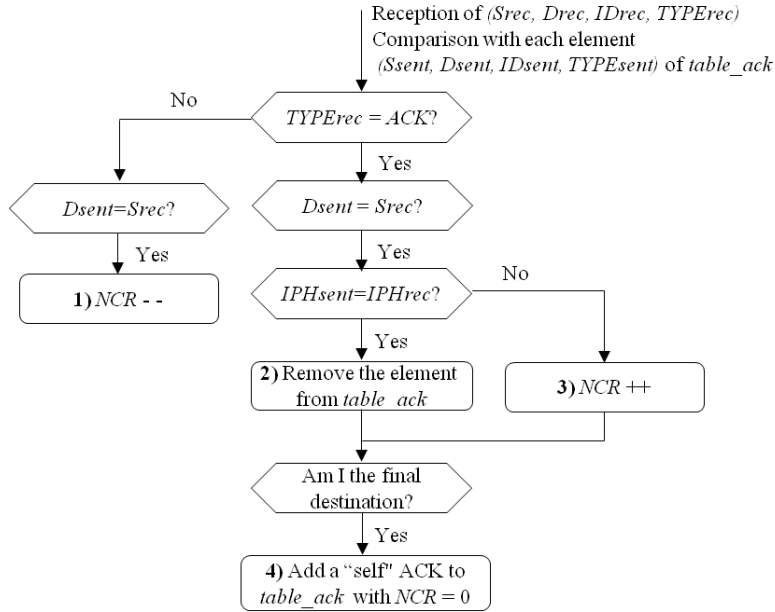 Reception of (Srec, Drec, IDrec, TYPErec)
Comparison with each element
(Ssent, Dsent, IDsent, TYPEsent) of table_ack
No
TYPErec = ACK?
Yes
Dsent=Srec?
Dsent = Srec?
Yes
Yes
No
1) NCR - -
IPHsent=IPHrec?
Yes
2) Remove the element
from table_ack
3) NCR ++
Am I the final
destination?
Yes
4) Add a “self" ACK to
table_ack with NCR = 0